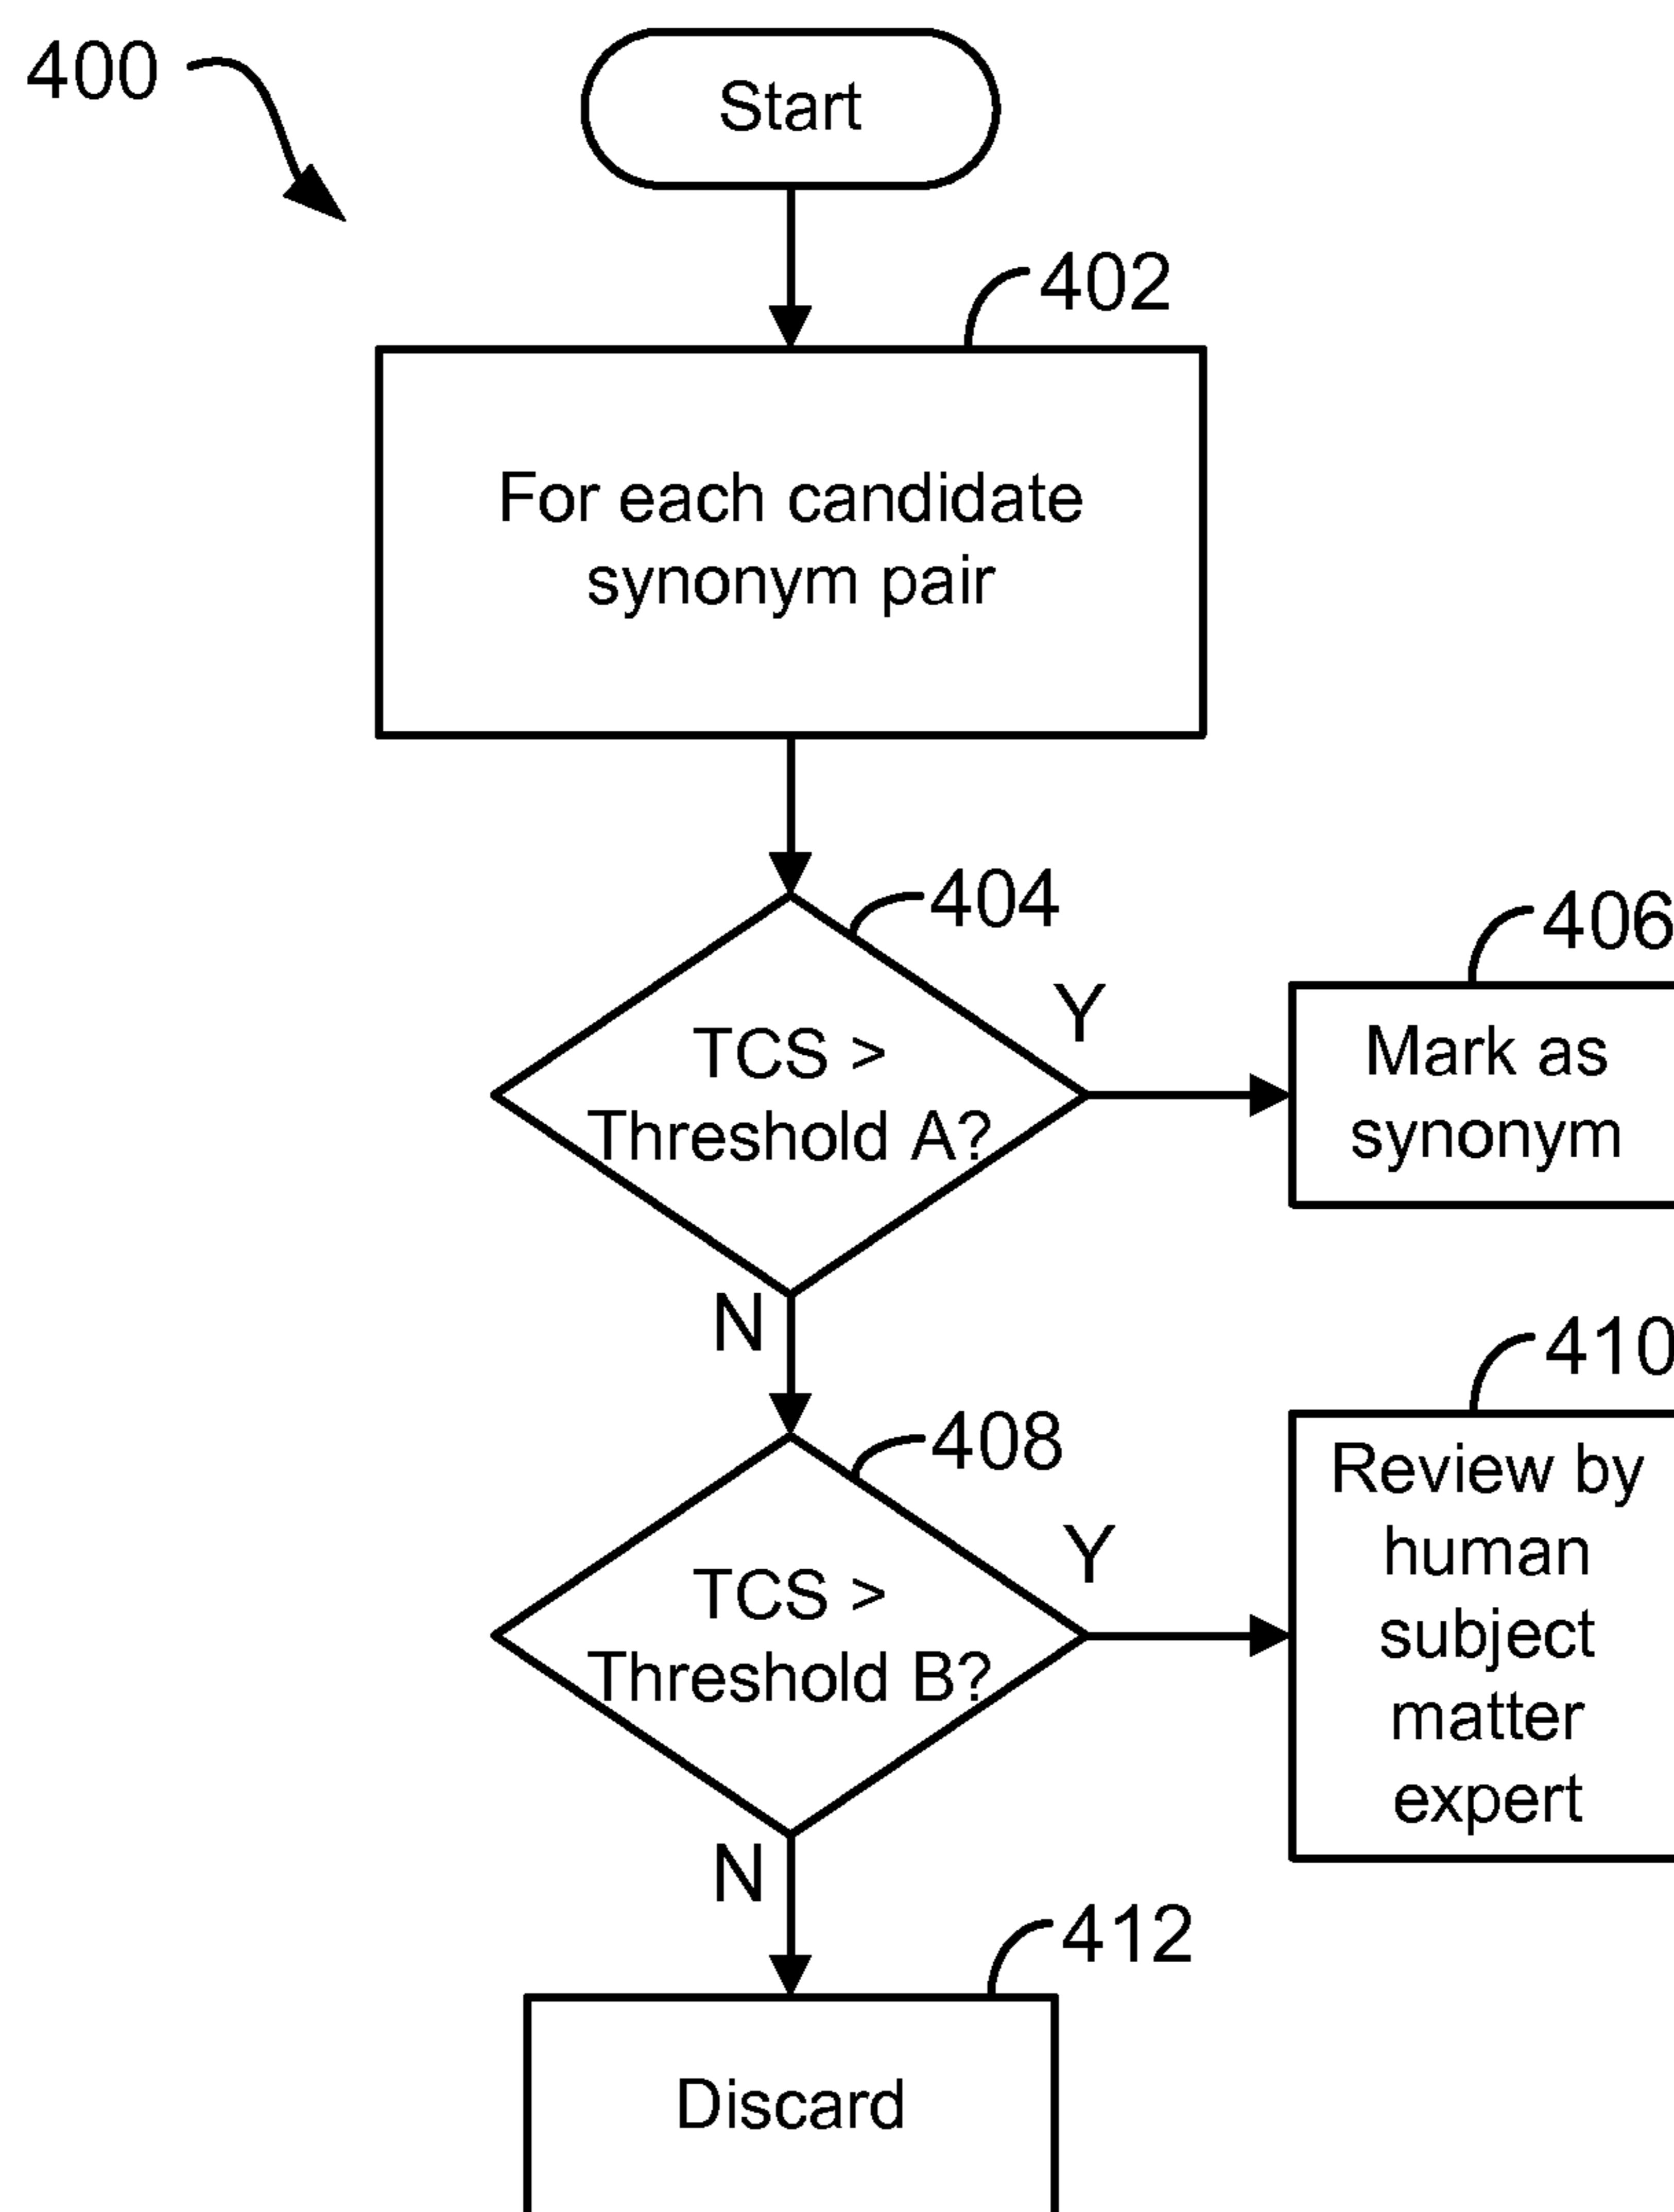 400
Start
402
For each candidate
synonym pair
404
TCS >
Threshold A?
Y
406
Mark as
synonym
N
408
TCS >
Threshold B?
Y
410
Review by
human
subject
matter
expert
N
412
Discard